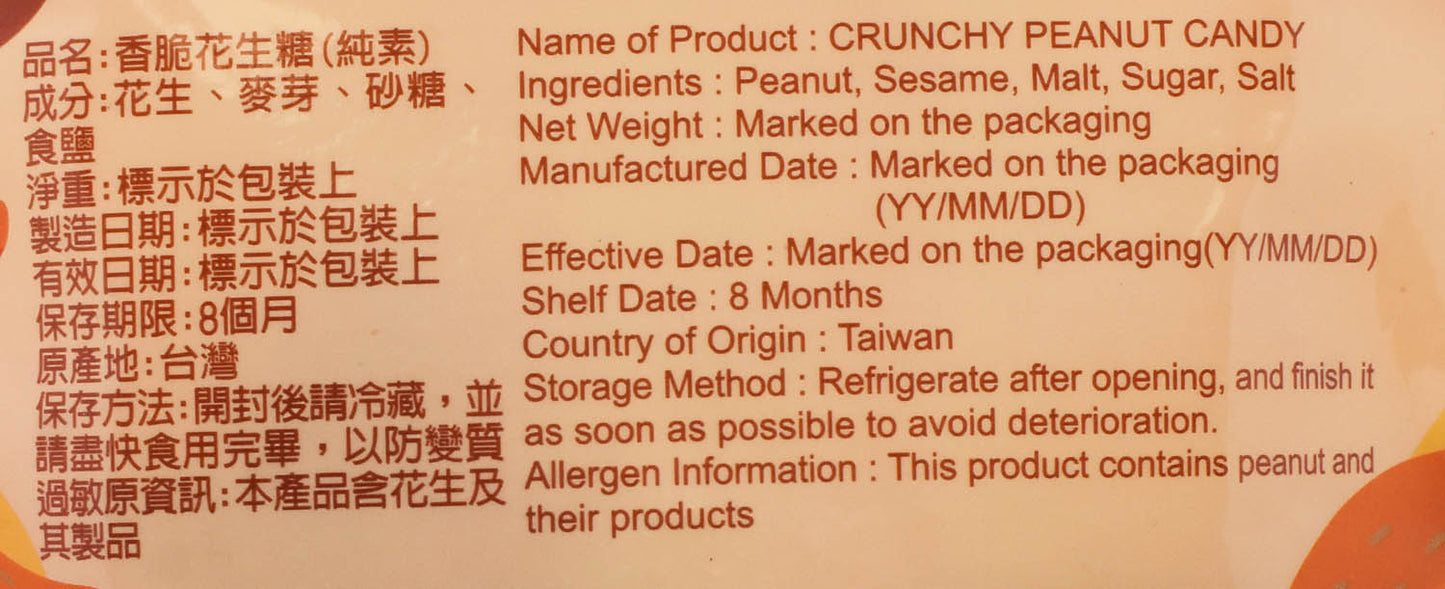 品名:香脆花生糖(純素)
成分:花生、麥芽、砂糖、
食鹽
淨重:標示於包裝上
製造日期:標示於包裝上
有效日期:標示於包裝上
保存期限:8個月
原產地:台灣
保存方法:開封後請冷藏，並
請盡快食用完畢，以防變質
過敏原資訊:本產品含花生及
其製品
Name of Product : CRUNCHY PEANUT CANDY
Ingredients : Peanut, Sesame, Malt, Sugar, Salt
Net Weight : Marked on the packaging
Manufactured Date : Marked on the packaging
(YY/MM/DD)
Effective Date : Marked on the packaging(YY/MM/DD)
Shelf Date : 8 Months
Country of Origin : Taiwan
Storage Method : Refrigerate after opening, and finish it
as soon as possible to avoid deterioration.
Allergen Information : This product contains peanut and
their products